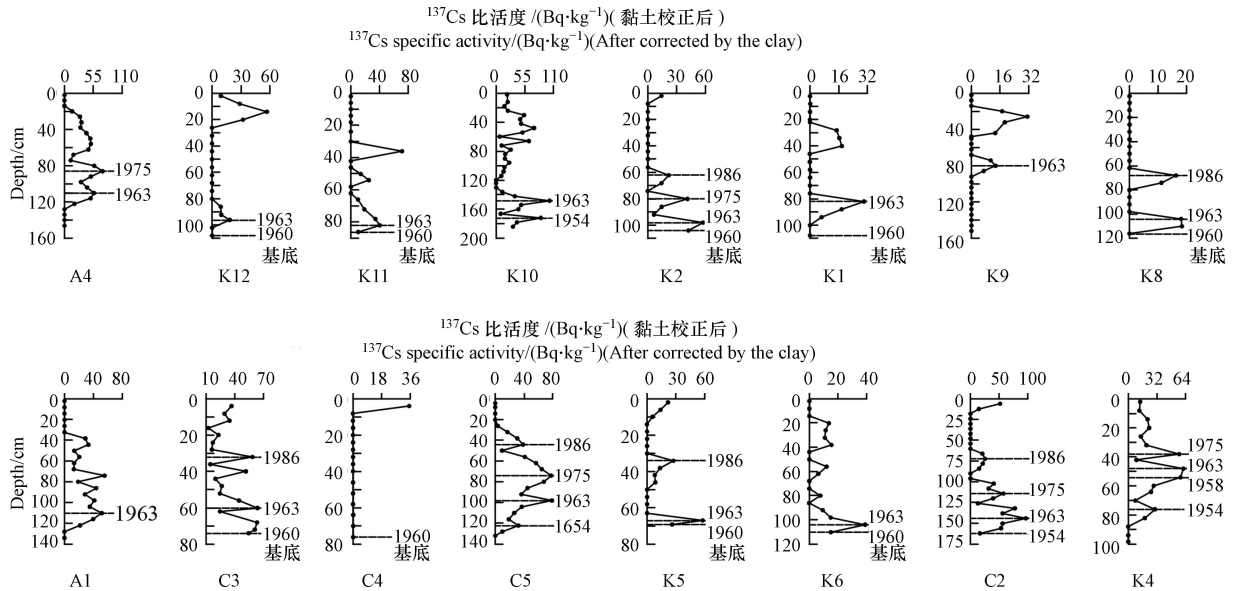 ¹³⁷Cs 比活度 /(Bq·kg⁻¹)( 黏土校正后 )
¹³⁷Cs specific activity/(Bq·kg⁻¹)(After corrected by the clay)
0 55 110 0 30 60 0 40 80 0 55 110 0 30 60 0 16 32 0 16 32 0 10 20
Depth/cm
0 40 80 120 160
1975
1963
A4
0 20 40 60 80 100
1963
1960
基底
K12
0 20 40 60 80
1963
1960
基底
K11
0 40 80 120 160 200
1963
1954
K10
0 20 40 60 80 100
1986
1975
1963
1960
基底
K2
0 20 40 60 80 100
1963
1960
基底
K1
0 40 80 120 160
1963
K9
0 20 40 60 80 100 120
1986
1963
1960
基底
K8
¹³⁷Cs 比活度 /(Bq·kg⁻¹)( 黏土校正后 )
¹³⁷Cs specific activity/(Bq·kg⁻¹)(After corrected by the clay)
0 40 80 10 40 70 0 18 36 0 40 80 0 30 60 0 20 40 0 50 100 0 32 64
Depth/cm
0 20 40 60 80 100 120 140
1963
A1
0 20 40 60 80
1986
1963
1960
基底
C3
0 20 40 60 80
1960
基底
C4
0 20 40 60 80 100 120 140
1986
1975
1963
1654
C5
0 20 40 60 80
1986
1963
1960
基底
K5
0 20 40 60 80 100 120
1963
1960
基底
K6
0 25 50 75 100 125 150 175
1986
1975
1963
1954
C2
0 20 40 60 80 100
1975
1963
1958
1954
K4